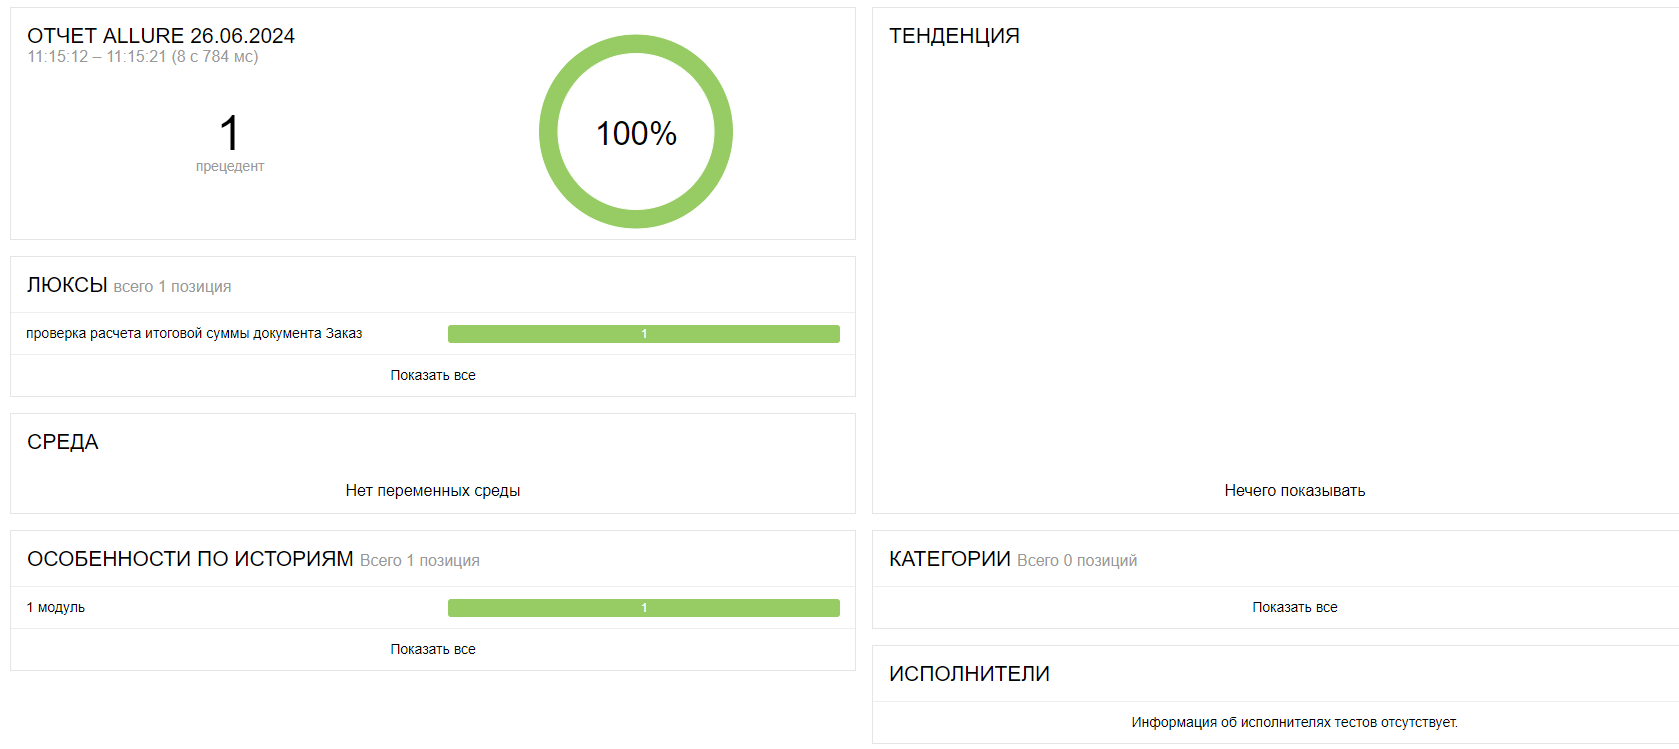 ОТЧЕТ ALLURE 26.06.2024
11:15:12 – 11:15:21 (8 с 784 мс)
1
прецедент
100%
ЛЮКСЫ всего 1 позиция
проверка расчета итоговой суммы документа Заказ 1
Показать все
СРЕДА
Нет переменных среды
ОСОБЕННОСТИ ПО ИСТОРИЯМ Всего 1 позиция
1 модуль 1
Показать все
ТЕНДЕНЦИЯ
Нечего показывать
КАТЕГОРИИ Всего 0 позиций
Показать все
ИСПОЛНИТЕЛИ
Информация об исполнителях тестов отсутствует.